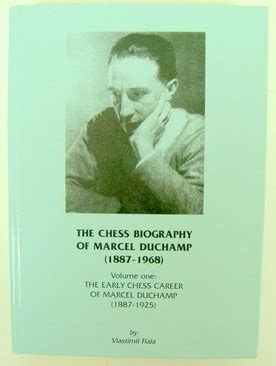 THE CHESS BIOGRAPHY
OF MARCEL DUCHAMP
(1887-1968)
Volume one:
THE EARLY CHESS CAREER
OF MARCEL DUCHAMP
(1887-1925)
by
Vlastimil Fiala